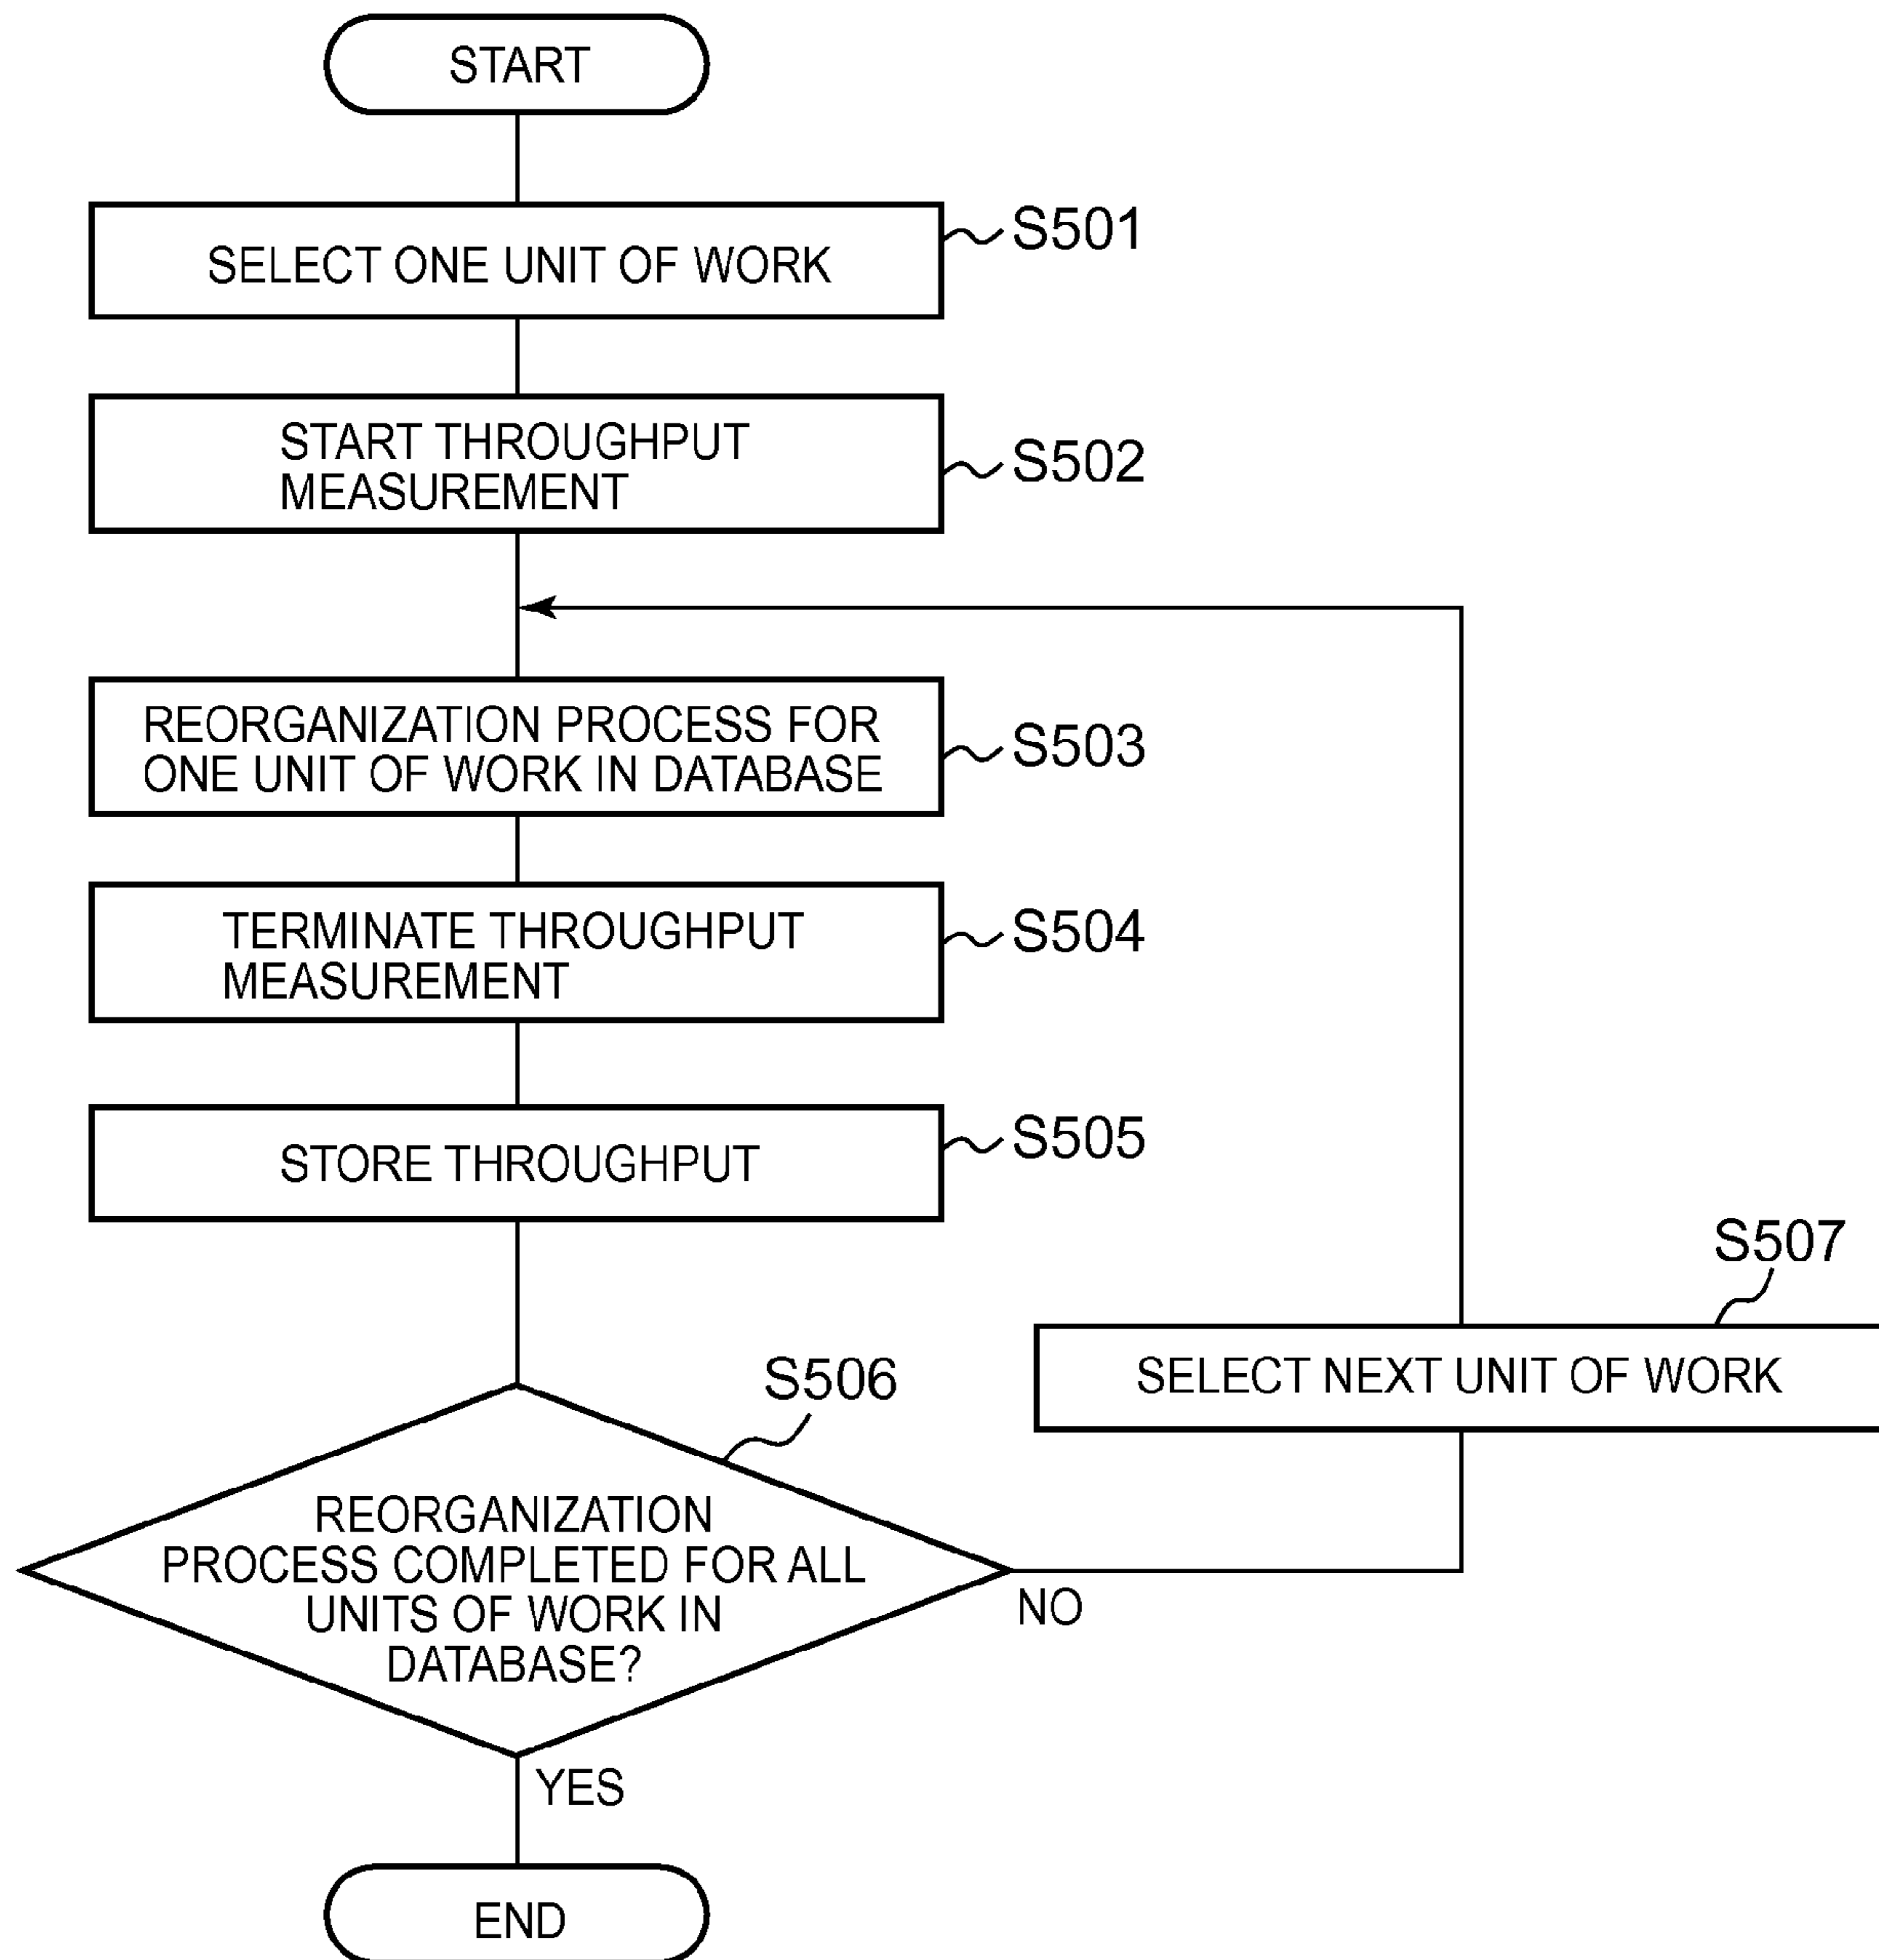 START
SELECT ONE UNIT OF WORK
S501
START THROUGHPUT
MEASUREMENT
S502
REORGANIZATION PROCESS FOR
ONE UNIT OF WORK IN DATABASE
S503
TERMINATE THROUGHPUT
MEASUREMENT
S504
STORE THROUGHPUT
S505
S507
SELECT NEXT UNIT OF WORK
S506
REORGANIZATION
PROCESS COMPLETED FOR ALL
UNITS OF WORK IN
DATABASE?
NO
YES
END